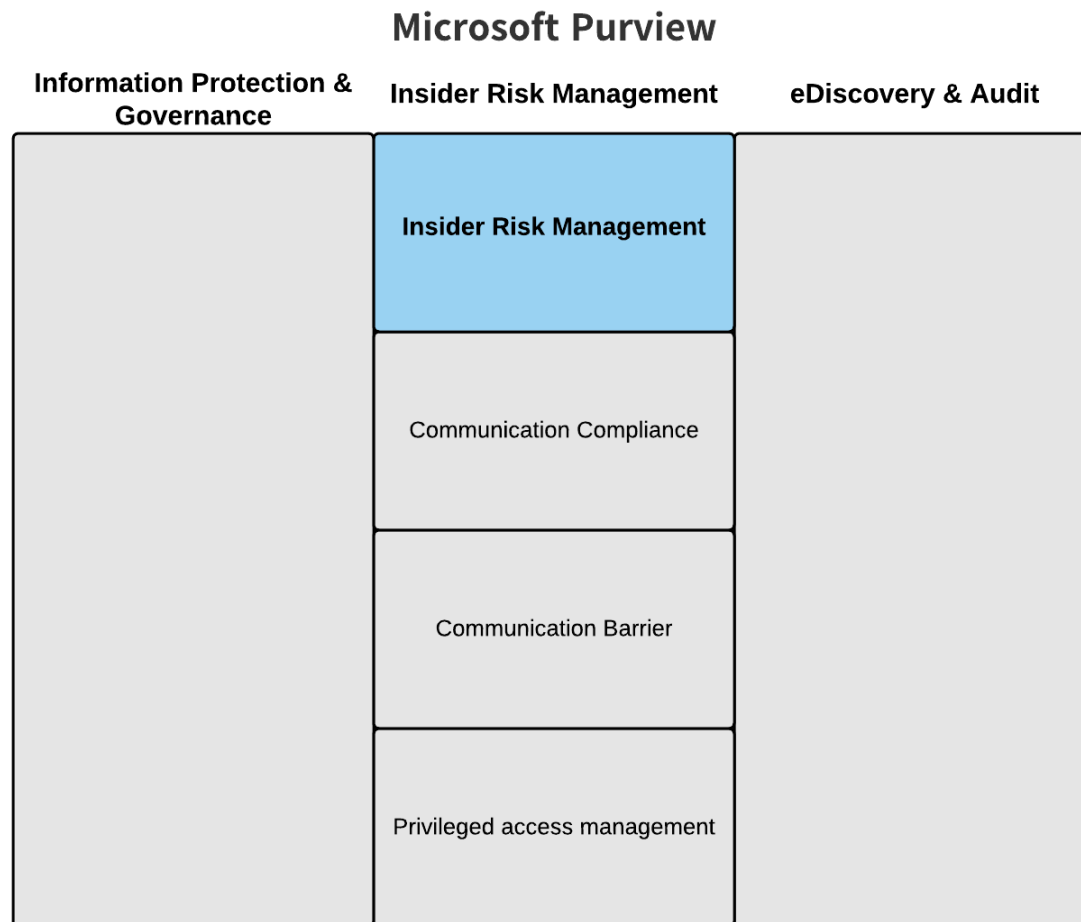 Microsoft Purview
Information Protection &
Governance
Insider Risk Management
eDiscovery & Audit
Insider Risk Management
Communication Compliance
Communication Barrier
Privileged access management